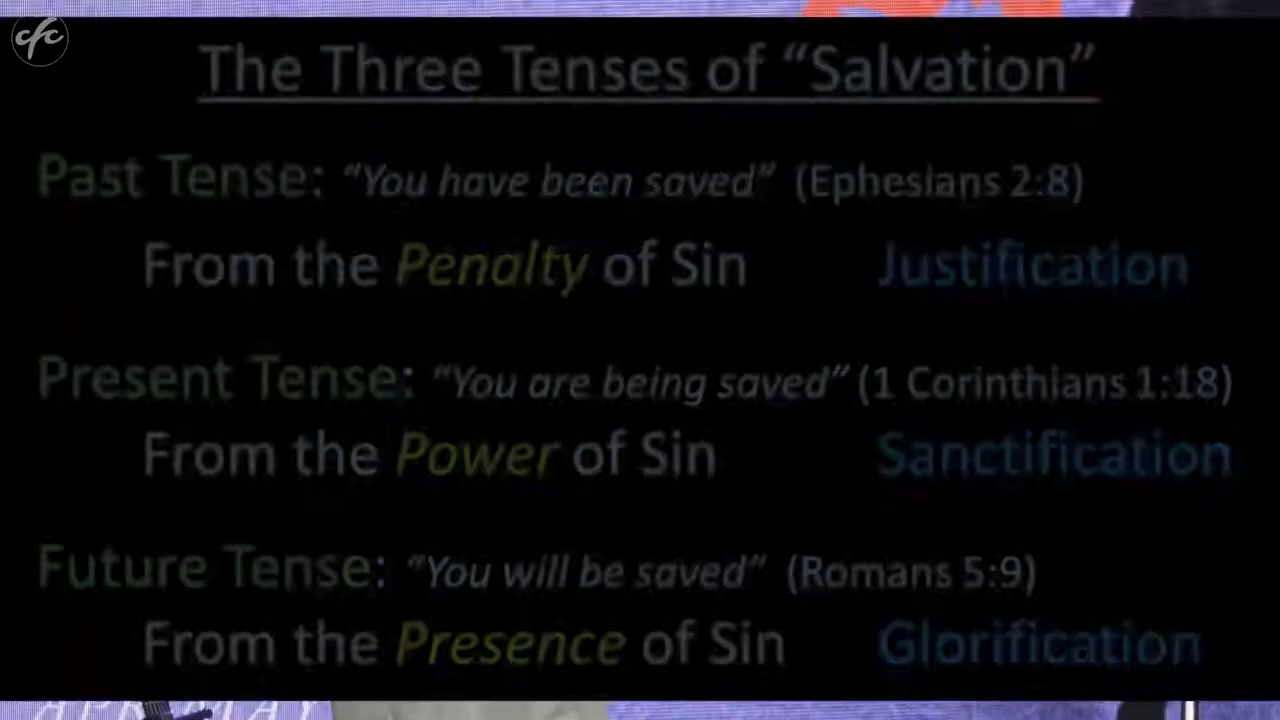 cfc
The Three Tenses of “Salvation”
Past Tense: “You have been saved” (Ephesians 2:8)
From the Penalty of Sin Justification
Present Tense: “You are being saved” (1 Corinthians 1:18)
From the Power of Sin Sanctification
Future Tense: “You will be saved” (Romans 5:9)
From the Presence of Sin Glorification